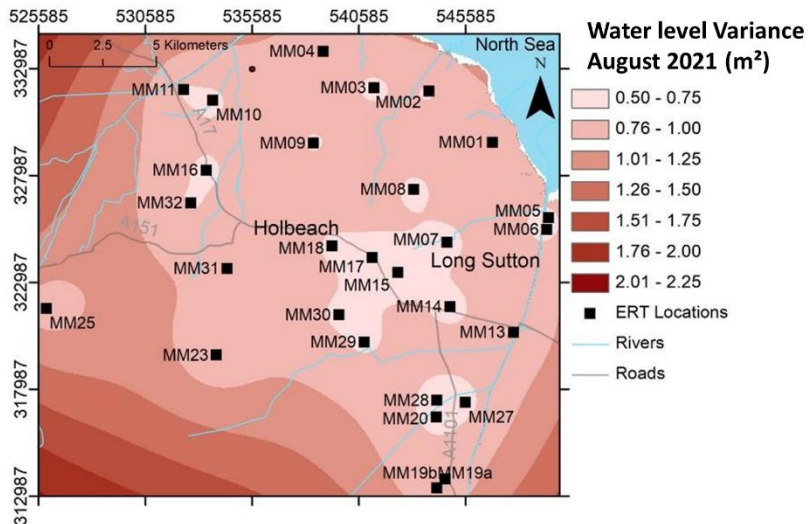 525585 530585 535585 540585 545585
0 2.5 5 Kilometers
North Sea
N
Water level Variance
August 2021 (m²)
0.50 - 0.75
0.76 - 1.00
1.01 - 1.25
1.26 - 1.50
1.51 - 1.75
1.76 - 2.00
2.01 - 2.25
ERT Locations
Rivers
Roads
332987
327987
322987
317987
312987
MM04
MM11
MM10
MM03
MM02
A17
MM09
MM01
MM16
MM08
MM32
MM05
MM06
A151
Holbeach
MM18
MM07
MM17
Long Sutton
MM15
MM31
MM25
MM14
MM30
MM13
MM29
MM23
MM28
MM20
MM27
A1101
MM19bMM19a